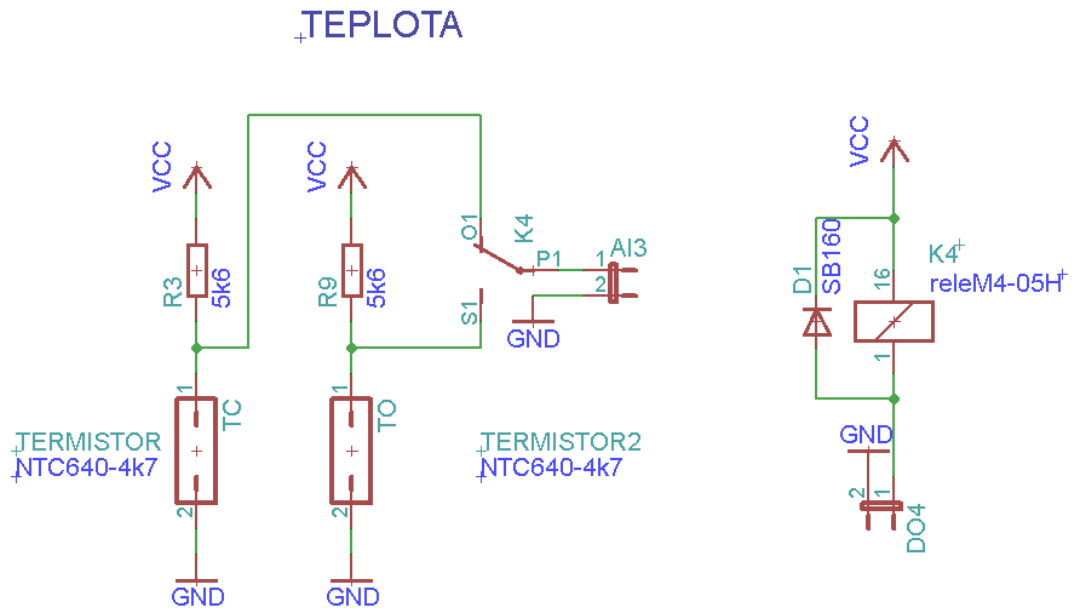 TEPLOTA
VCC
VCC
VCC
O1
K4
P1
1
AI3
2
S1
GND
R3
5k6
R9
5k6
D1
SB160
16
K4
releM4-05H
1
1
TC
1
TO
TERMISTOR
NTC640-4k7
TERMISTOR2
NTC640-4k7
2
2
GND
GND
GND
2
1
DO4